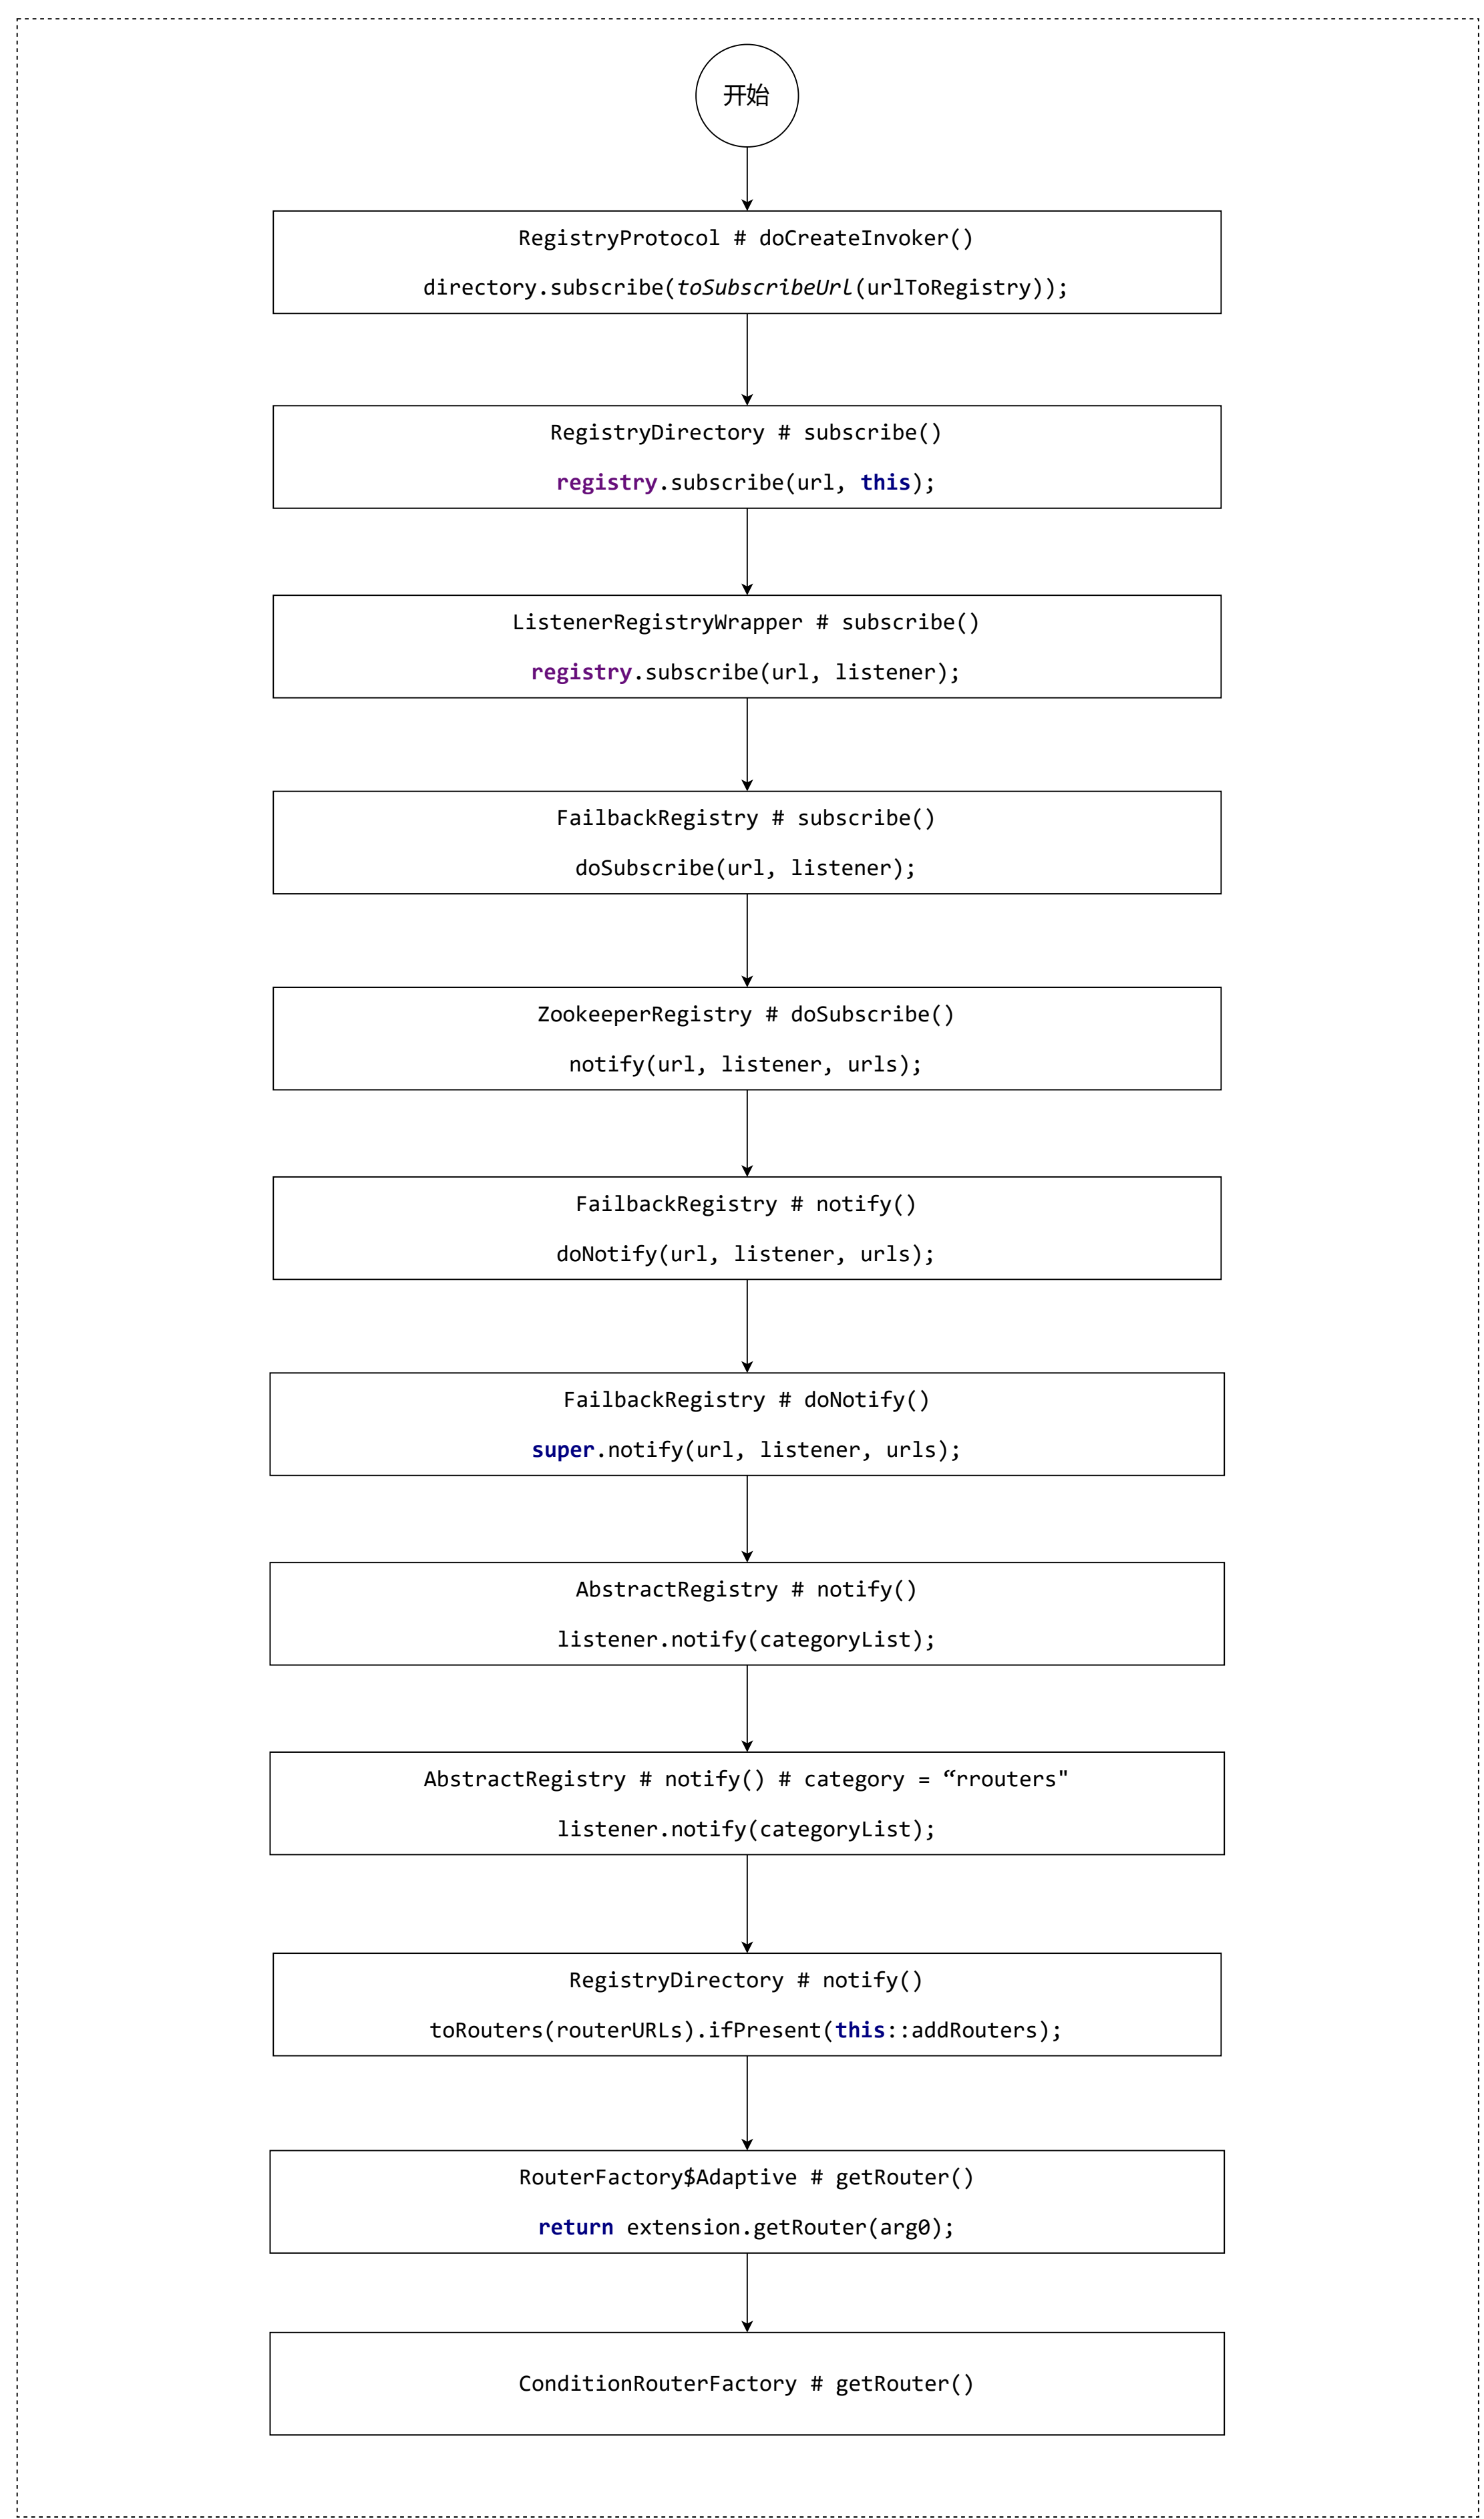 开始
RegistryProtocol # doCreateInvoker()
directory.subscribe(toSubscribeUrl(urlToRegistry));
RegistryDirectory # subscribe()
registry.subscribe(url, this);
ListenerRegistryWrapper # subscribe()
registry.subscribe(url, listener);
FailbackRegistry # subscribe()
doSubscribe(url, listener);
ZookeeperRegistry # doSubscribe()
notify(url, listener, urls);
FailbackRegistry # notify()
doNotify(url, listener, urls);
FailbackRegistry # doNotify()
super.notify(url, listener, urls);
AbstractRegistry # notify()
listener.notify(categoryList);
AbstractRegistry # notify() # category = “rrouters"
listener.notify(categoryList);
RegistryDirectory # notify()
toRouters(routerURLs).ifPresent(this::addRouters);
RouterFactory$Adaptive # getRouter()
return extension.getRouter(arg0);
ConditionRouterFactory # getRouter()